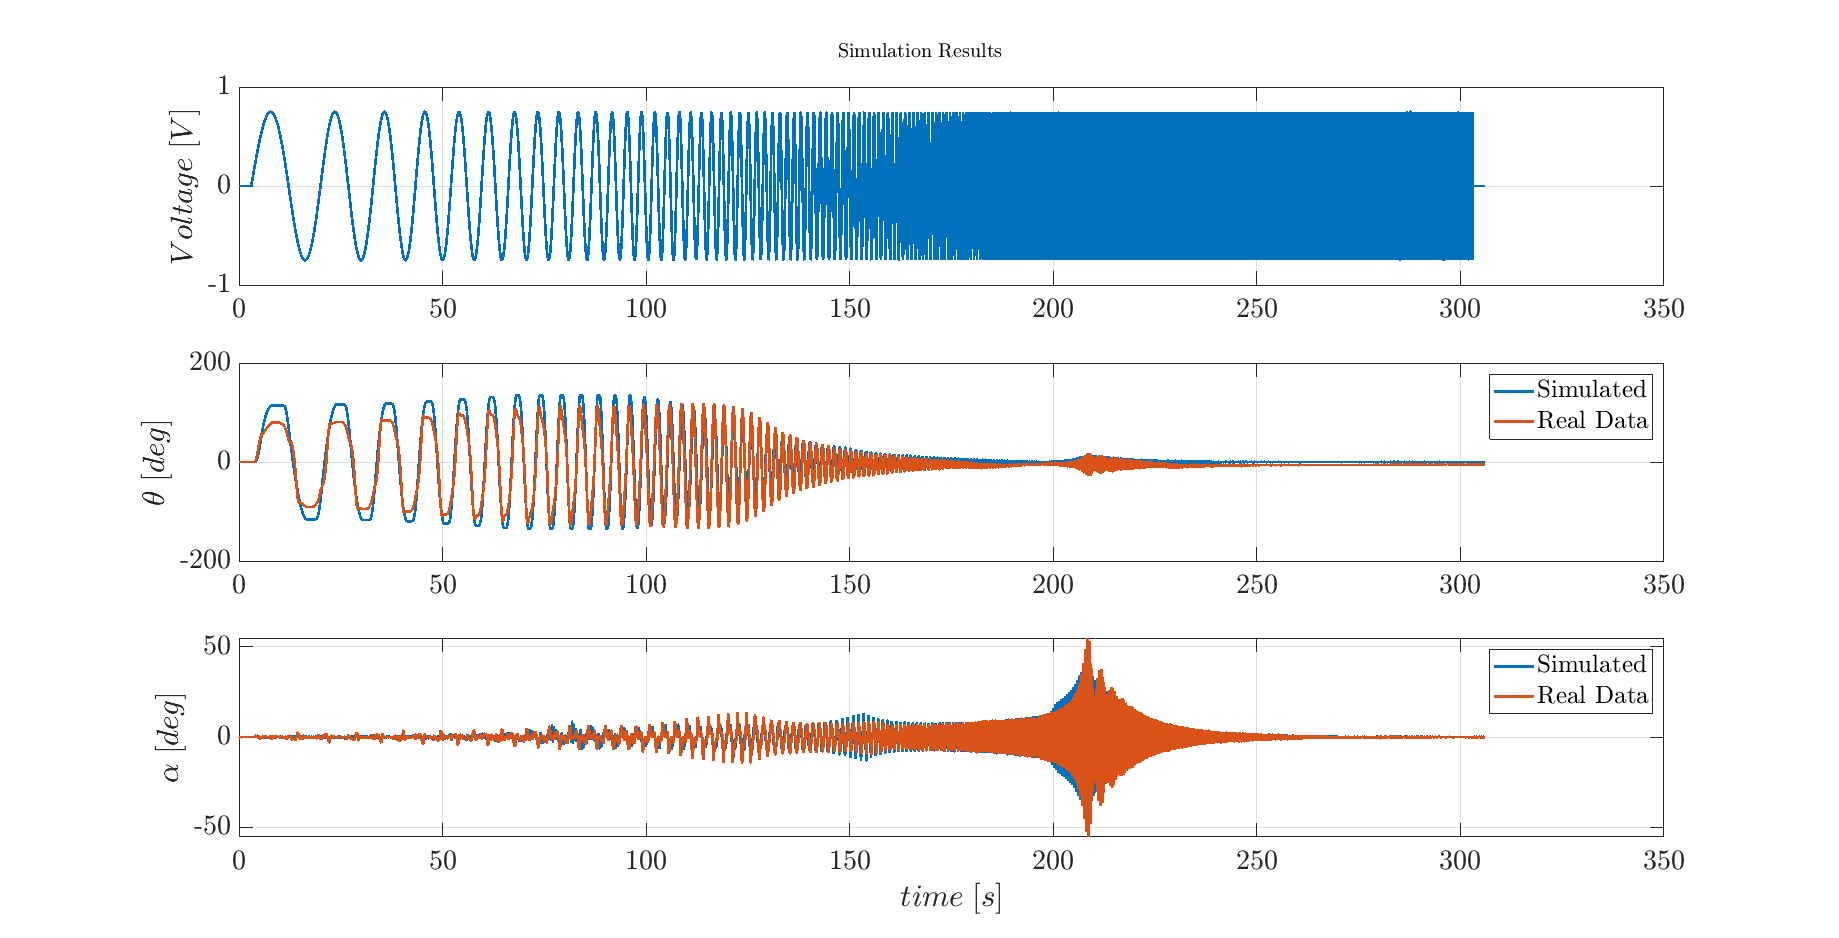 Simulation Results
Voltage [V]
1
0
-1
0 50 100 150 200 250 300 350
θ [deg]
200
0
-200
Simulated
Real Data
0 50 100 150 200 250 300 350
α [deg]
50
0
-50
Simulated
Real Data
0 50 100 150 200 250 300 350
time [s]